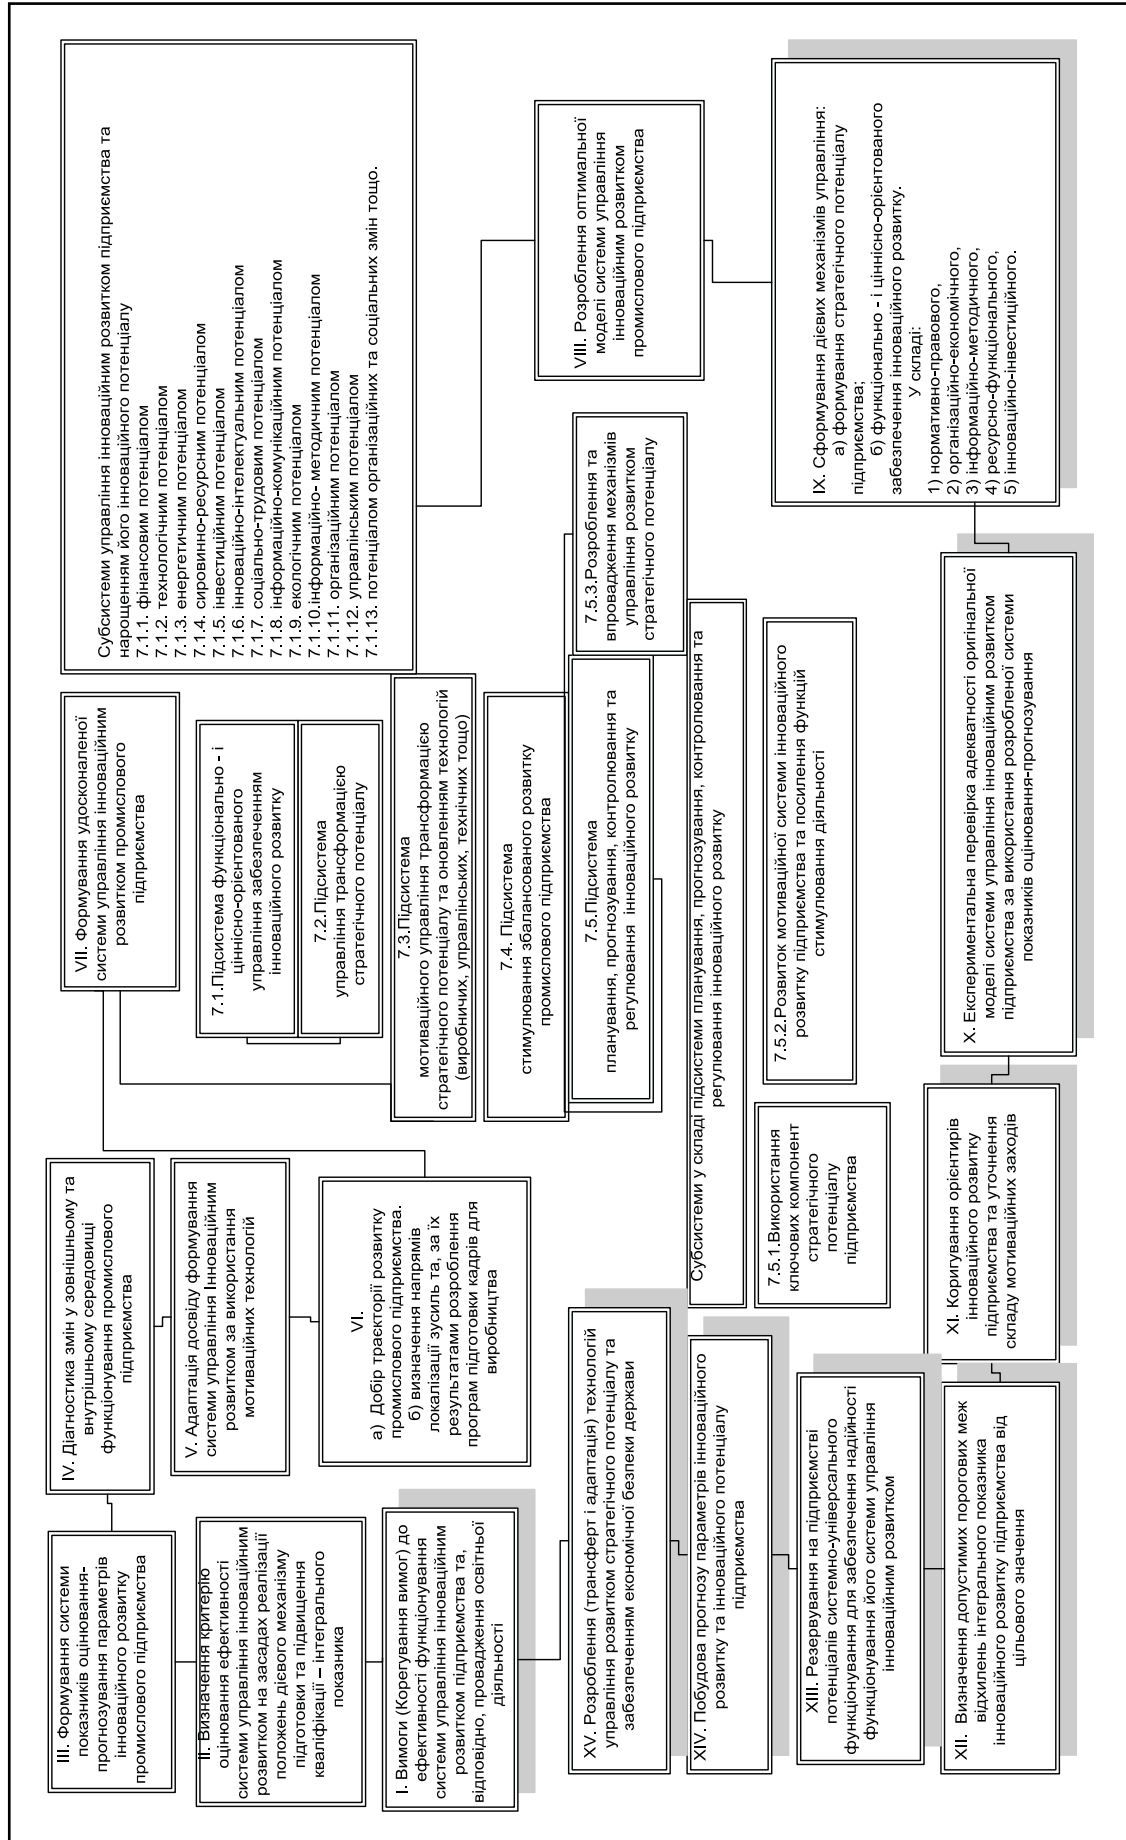 III. Формування системи
показників оцінювання-
прогнозування параметрів
інноваційного розвитку
промислового підприємства
II. Визначення критерію
оцінювання ефективності
системи управління інноваційним
розвитком на засадах реалізації
положень дієвого механізму
підготовки та підвищення
кваліфікації – інтегрального
показника
I. Вимоги (Корегування вимог) до
ефективності функціонування
системи управління інноваційним
розвитком підприємства та,
відповідно, провадження освітньої
діяльності
IV. Діагностика змін у зовнішньому та
внутрішньому середовищі
функціонування промислового
підприємства
V. Адаптація досвіду формування
системи управління Інноваційним
розвитком за використання
мотиваційних технологій
VI.
а) Добір траєкторії розвитку
промислового підприємства.
б) визначення напрямів
локалізації зусиль та, за їх
результатами розроблення
програм підготовки кадрів для
виробництва
VII. Формування удосконаленої
системи управління інноваційним
розвитком промислового
підприємства
7.1.Підсистема функціонально - і
ціннісно-орієнтованого
управління забезпеченням
інноваційного розвитку
7.2.Підсистема
управління трансформацією
стратегічного потенціалу
7.3.Підсистема
мотиваційного управління трансформацією
стратегічного потенціалу та оновленням технологій
(виробничих, управлінських, технічних тощо)
7.4. Підсистема
стимулювання збалансованого розвитку
промислового підприємства
7.5.Підсистема
планування, прогнозування, контролювання та
регулювання інноваційного розвитку
Субсистеми управління інноваційним розвитком підприємства та
нарощенням його інноваційного потенціалу
7.1.1. фінансовим потенціалом
7.1.2. технологічним потенціалом
7.1.3. енергетичним потенціалом
7.1.4. сировинно-ресурсним потенціалом
7.1.5. інвестиційним потенціалом
7.1.6. інноваційно-інтелектуальним потенціалом
7.1.7. соціально-трудовим потенціалом
7.1.8. інформаційно-комунікаційним потенціалом
7.1.9. екологічним потенціалом
7.1.10.інформаційно- методичним потенціалом
7.1.11. організаційним потенціалом
7.1.12. управлінським потенціалом
7.1.13. потенціалом організаційних та соціальних змін тощо.
7.5.3.Розроблення та
впровадження механізмів
управління розвитком
стратегічного потенціалу
Субсистеми у складі підсистеми планування, прогнозування, контролювання та
регулювання інноваційного розвитку
7.5.1.Використання
ключових компонент
стратегічного
потенціалу
підприємства
7.5.2.Розвиток мотиваційної системи інноваційного
розвитку підприємства та посилення функцій
стимулювання діяльності
VIII. Розроблення оптимальної
моделі системи управління
інноваційним розвитком
промислового підприємства
IX. Сформування дієвих механізмів управління:
а) формування стратегічного потенціалу
підприємства;
б) функціонально - і ціннісно-орієнтованого
забезпечення інноваційного розвитку.
У складі:
1) нормативно-правового,
2) організаційно-економічного,
3) інформаційно-методичного,
4) ресурсно-функціонального,
5) інноваційно-інвестиційного.
X. Експериментальна перевірка адекватності оригінальної
моделі системи управління інноваційним розвитком
підприємства за використання розробленої системи
показників оцінювання-прогнозування
XI. Коригування орієнтирів
інноваційного розвитку
підприємства та уточнення
складу мотиваційних заходів
XII. Визначення допустимих порогових меж
відхилень інтегрального показника
інноваційного розвитку підприємства від
цільового значення
XIII. Резервування на підприємстві
потенціалів системно-універсального
функціонування для забезпечення надійності
функціонування його системи управління
інноваційним розвитком
XIV. Побудова прогнозу параметрів інноваційного
розвитку та інноваційного потенціалу
підприємства
XV. Розроблення (трансферт і адаптація) технологій
управління розвитком стратегічного потенціалу та
забезпеченням економічної безпеки держави